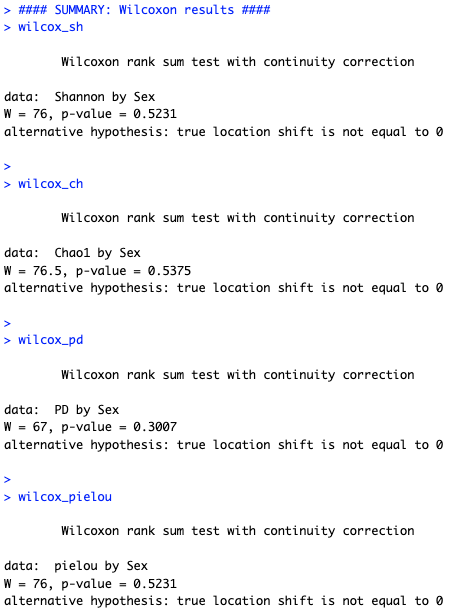 > #### SUMMARY: Wilcoxon results ####
> wilcox_sh
Wilcoxon rank sum test with continuity correction
data:  Shannon by Sex
W = 76, p-value = 0.5231
alternative hypothesis: true location shift is not equal to 0
>
> wilcox_ch
Wilcoxon rank sum test with continuity correction
data:  Chao1 by Sex
W = 76.5, p-value = 0.5375
alternative hypothesis: true location shift is not equal to 0
>
> wilcox_pd
Wilcoxon rank sum test with continuity correction
data:  PD by Sex
W = 67, p-value = 0.3007
alternative hypothesis: true location shift is not equal to 0
>
> wilcox_pielou
Wilcoxon rank sum test with continuity correction
data:  pielou by Sex
W = 76, p-value = 0.5231
alternative hypothesis: true location shift is not equal to 0